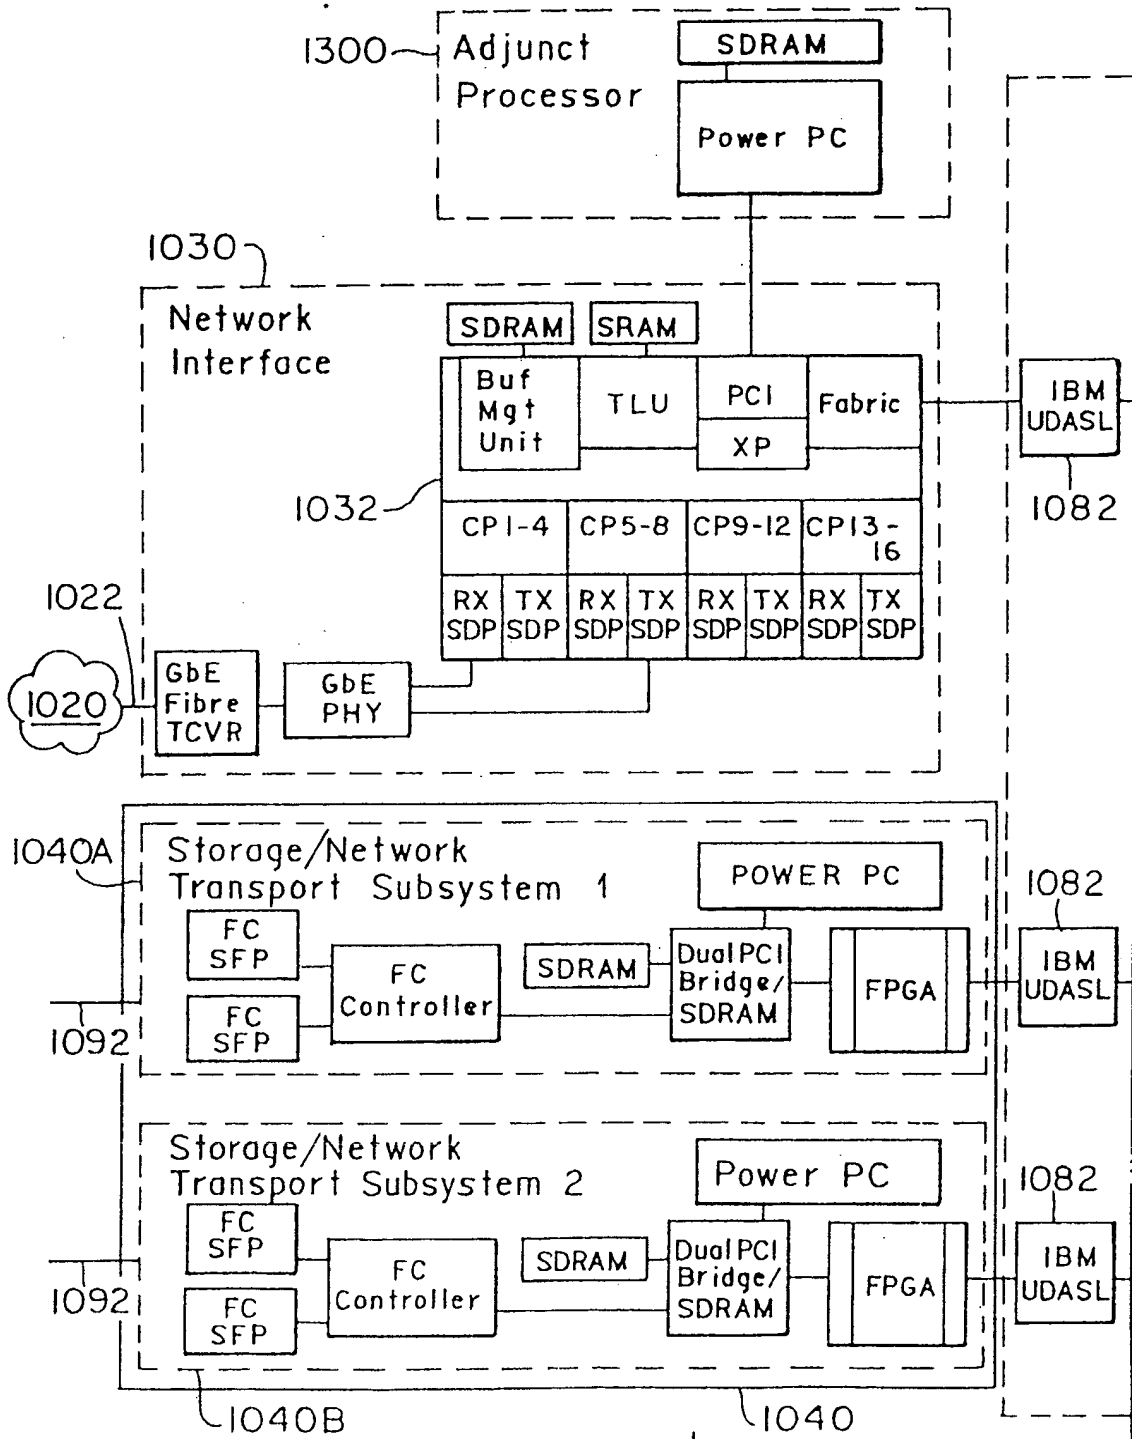 1300
Adjunct
Processor
SDRAM
Power PC
1030
Network
Interface
SDRAM
SRAM
Buf
Mgt
Unit
TLU
PCI
XP
Fabric
IBM
UDASL
1082
1032
CP1-4
CP5-8
CP9-12
CP13-
16
RX
SDP
TX
SDP
RX
SDP
TX
SDP
RX
SDP
TX
SDP
RX
SDP
TX
SDP
1022
1020
GbE
Fibre
TCVR
GbE
PHY
1040A
Storage/Network
Transport Subsystem 1
POWER PC
1082
FC
SFP
FC
SFP
FC
Controller
SDRAM
Dual PCI
Bridge/
SDRAM
FPGA
IBM
UDASL
1092
Storage/Network
Transport Subsystem 2
Power PC
1082
FC
SFP
FC
SFP
FC
Controller
SDRAM
Dual PCI
Bridge/
SDRAM
FPGA
IBM
UDASL
1092
1040B
1040